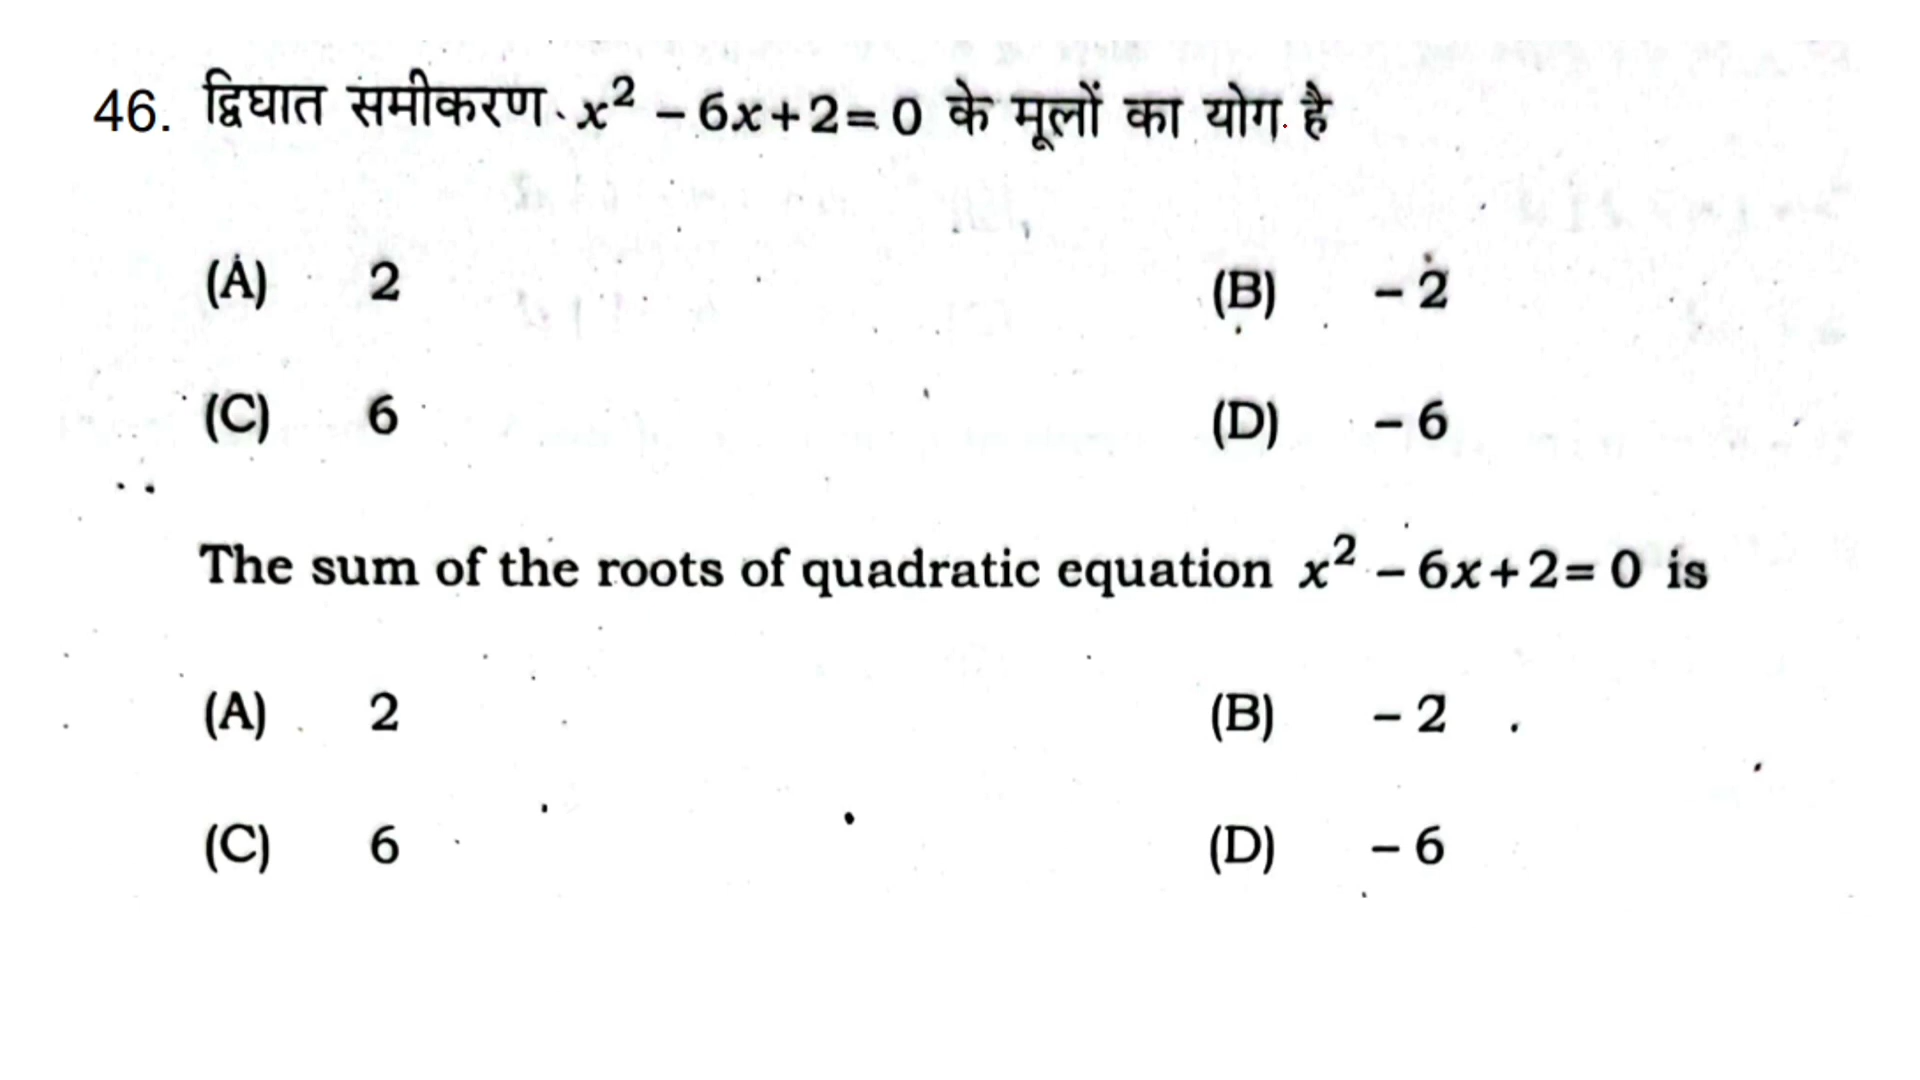 46. द्विघात समीकरण x² – 6x + 2 = 0 के मूलों का योग है
(A) 2 (B) – 2
(C) 6 (D) – 6
The sum of the roots of quadratic equation x² – 6x + 2 = 0 is
(A) 2 (B) – 2
(C) 6 (D) – 6